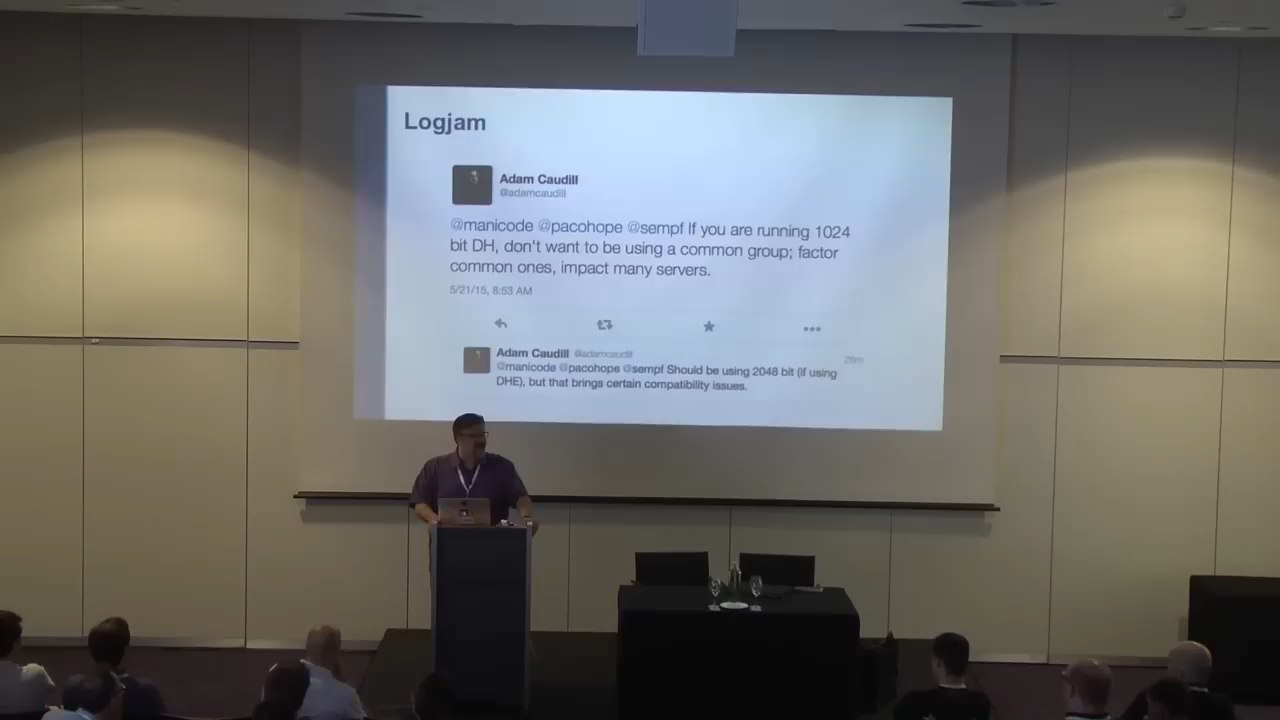 Logjam
Adam Caudill
@adamcaudill
@manicode @pacohope @sempf If you are running 1024
bit DH, don't want to be using a common group; factor
common ones, impact many servers.
5/21/15, 8:53 AM
Adam Caudill @adamcaudill
26m
@manicode @pacohope @sempf Should be using 2048 bit (if using
DHE), but that brings certain compatibility issues.